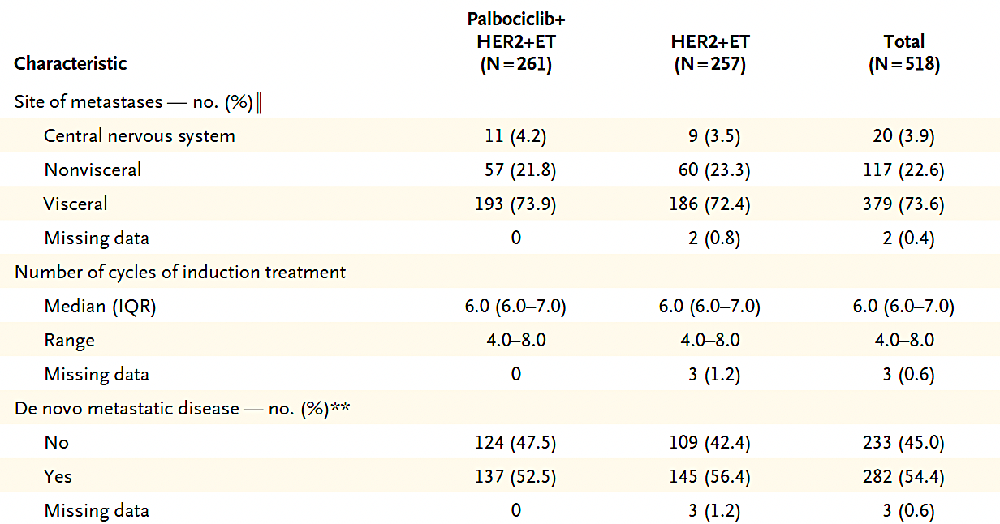 Characteristic Palbociclib+ HER2+ET (N=261) HER2+ET (N=257) Total (N=518)
Site of metastases — no. (%)‖
Central nervous system 11 (4.2) 9 (3.5) 20 (3.9)
Nonvisceral 57 (21.8) 60 (23.3) 117 (22.6)
Visceral 193 (73.9) 186 (72.4) 379 (73.6)
Missing data 0 2 (0.8) 2 (0.4)
Number of cycles of induction treatment
Median (IQR) 6.0 (6.0–7.0) 6.0 (6.0–7.0) 6.0 (6.0–7.0)
Range 4.0–8.0 4.0–8.0 4.0–8.0
Missing data 0 3 (1.2) 3 (0.6)
De novo metastatic disease — no. (%)**
No 124 (47.5) 109 (42.4) 233 (45.0)
Yes 137 (52.5) 145 (56.4) 282 (54.4)
Missing data 0 3 (1.2) 3 (0.6)